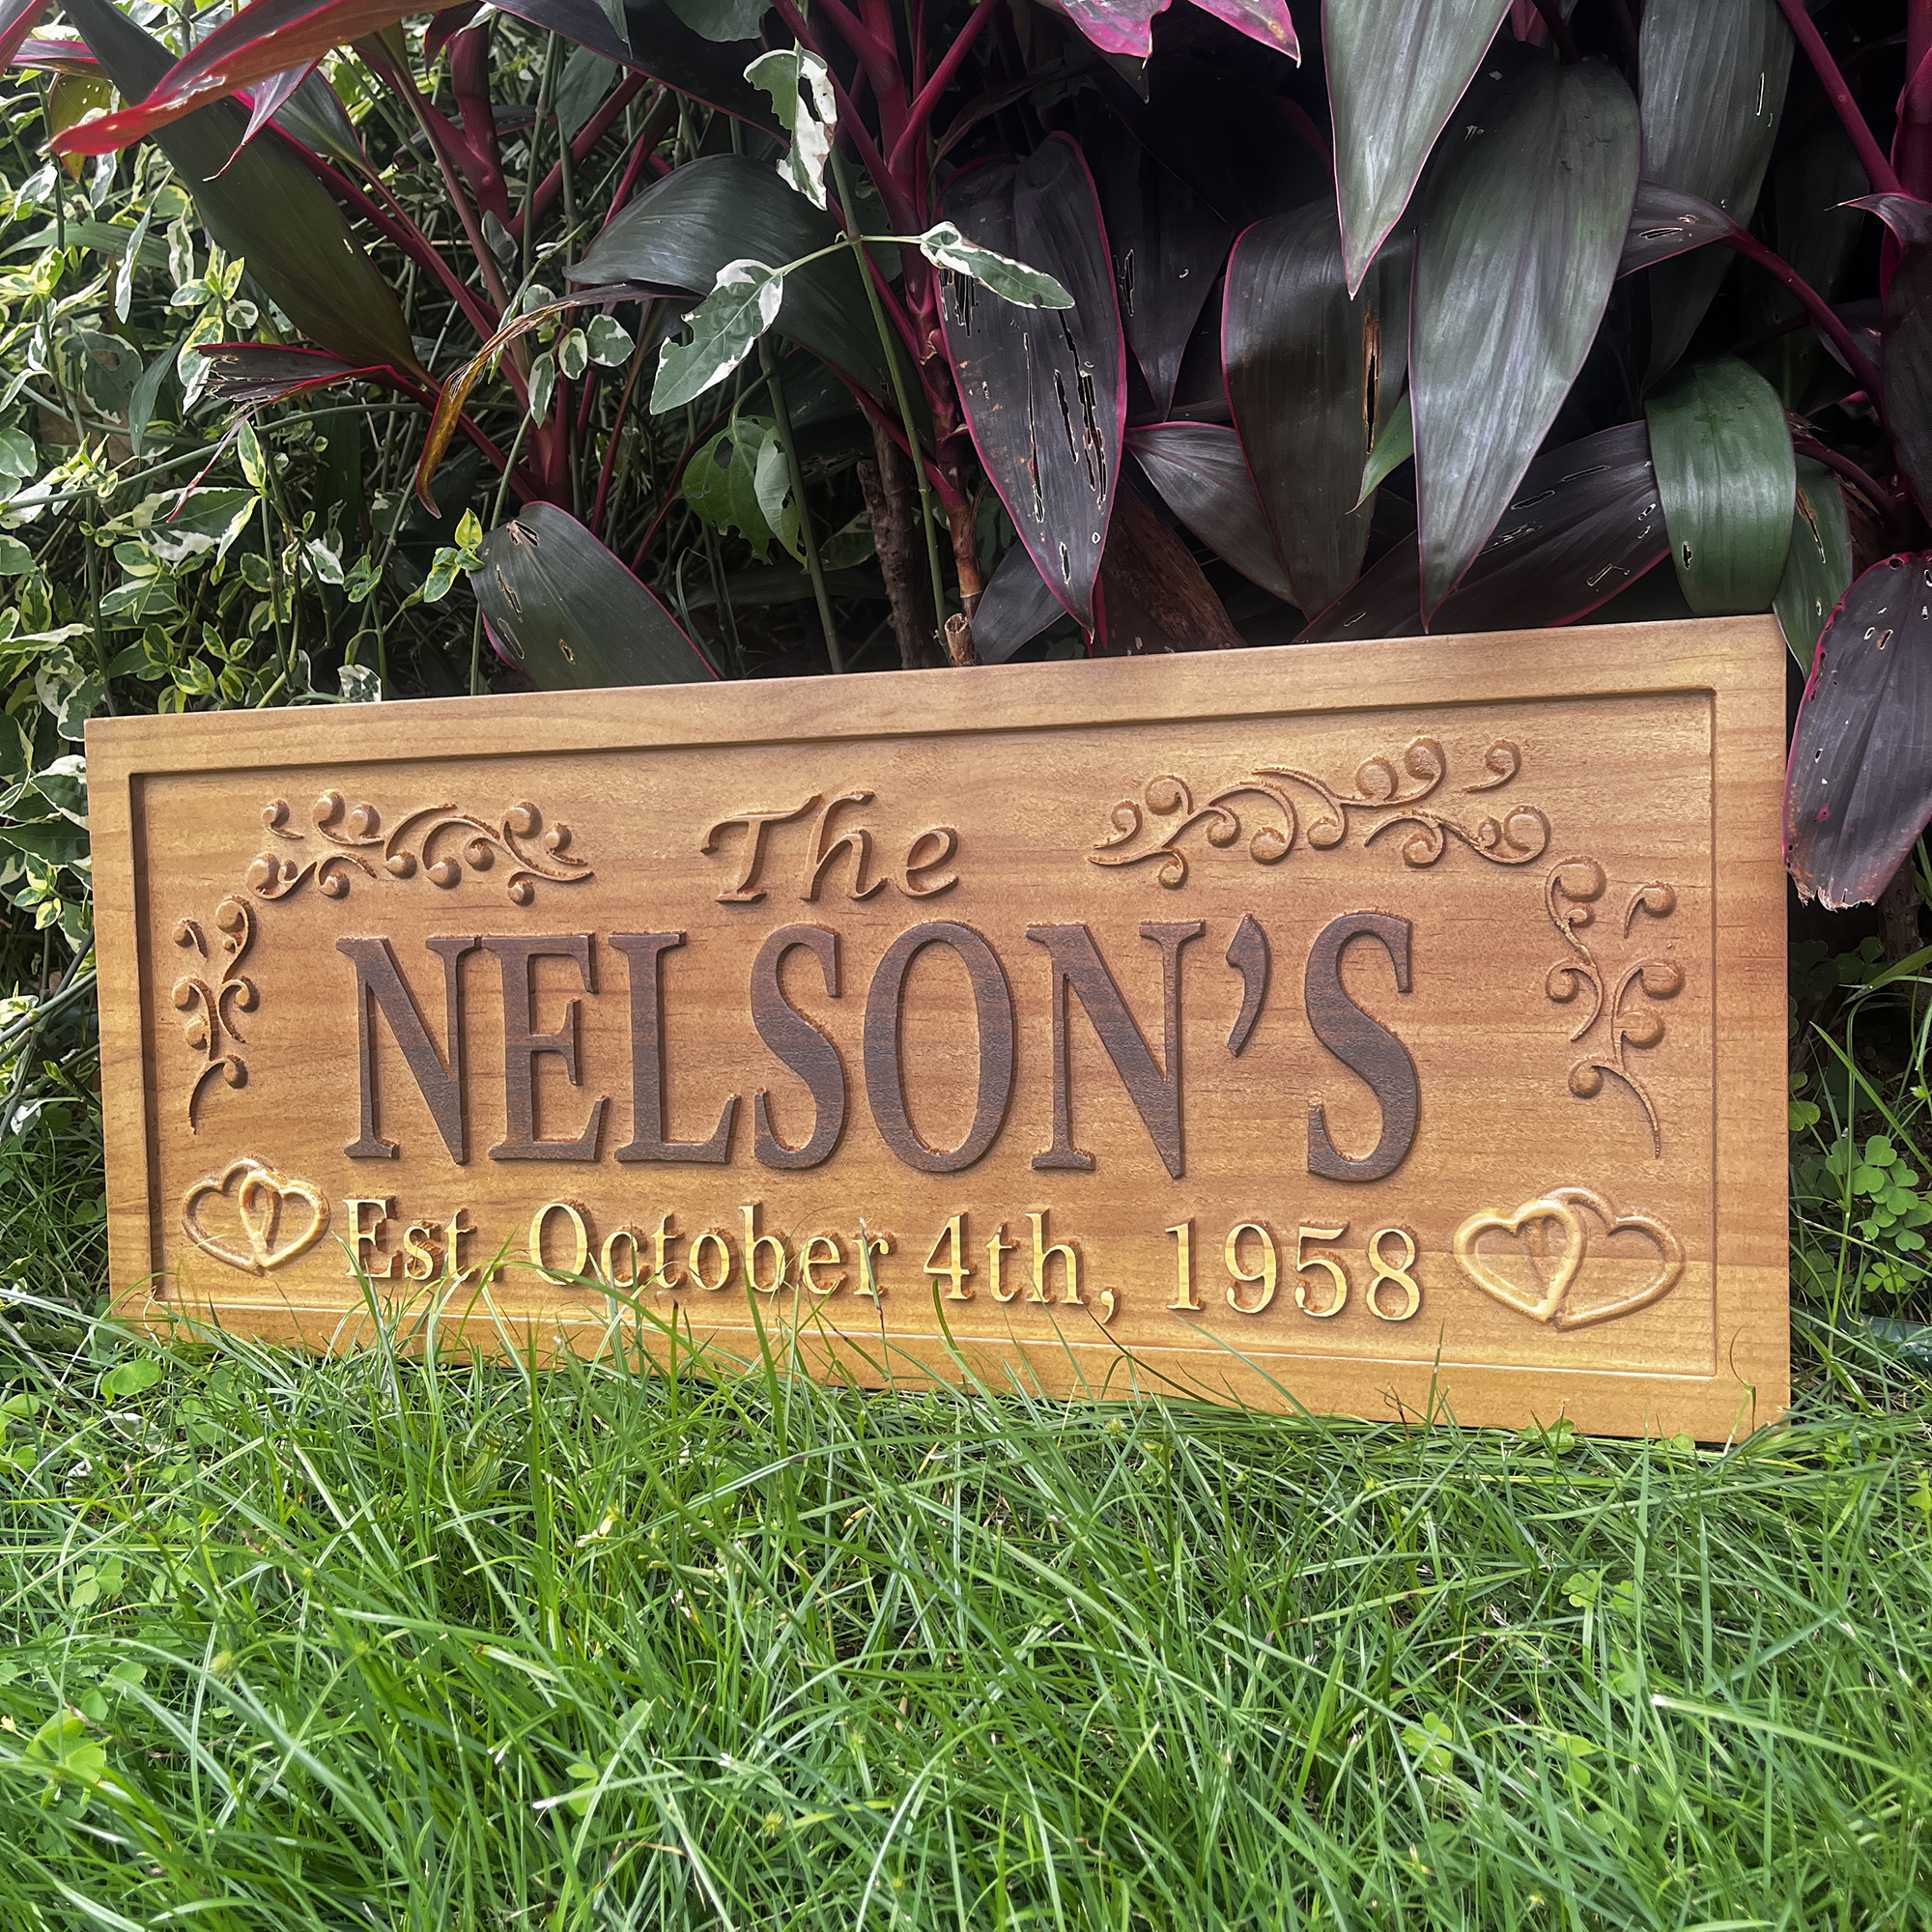 The
NELSON’S
Est. October 4th, 1958